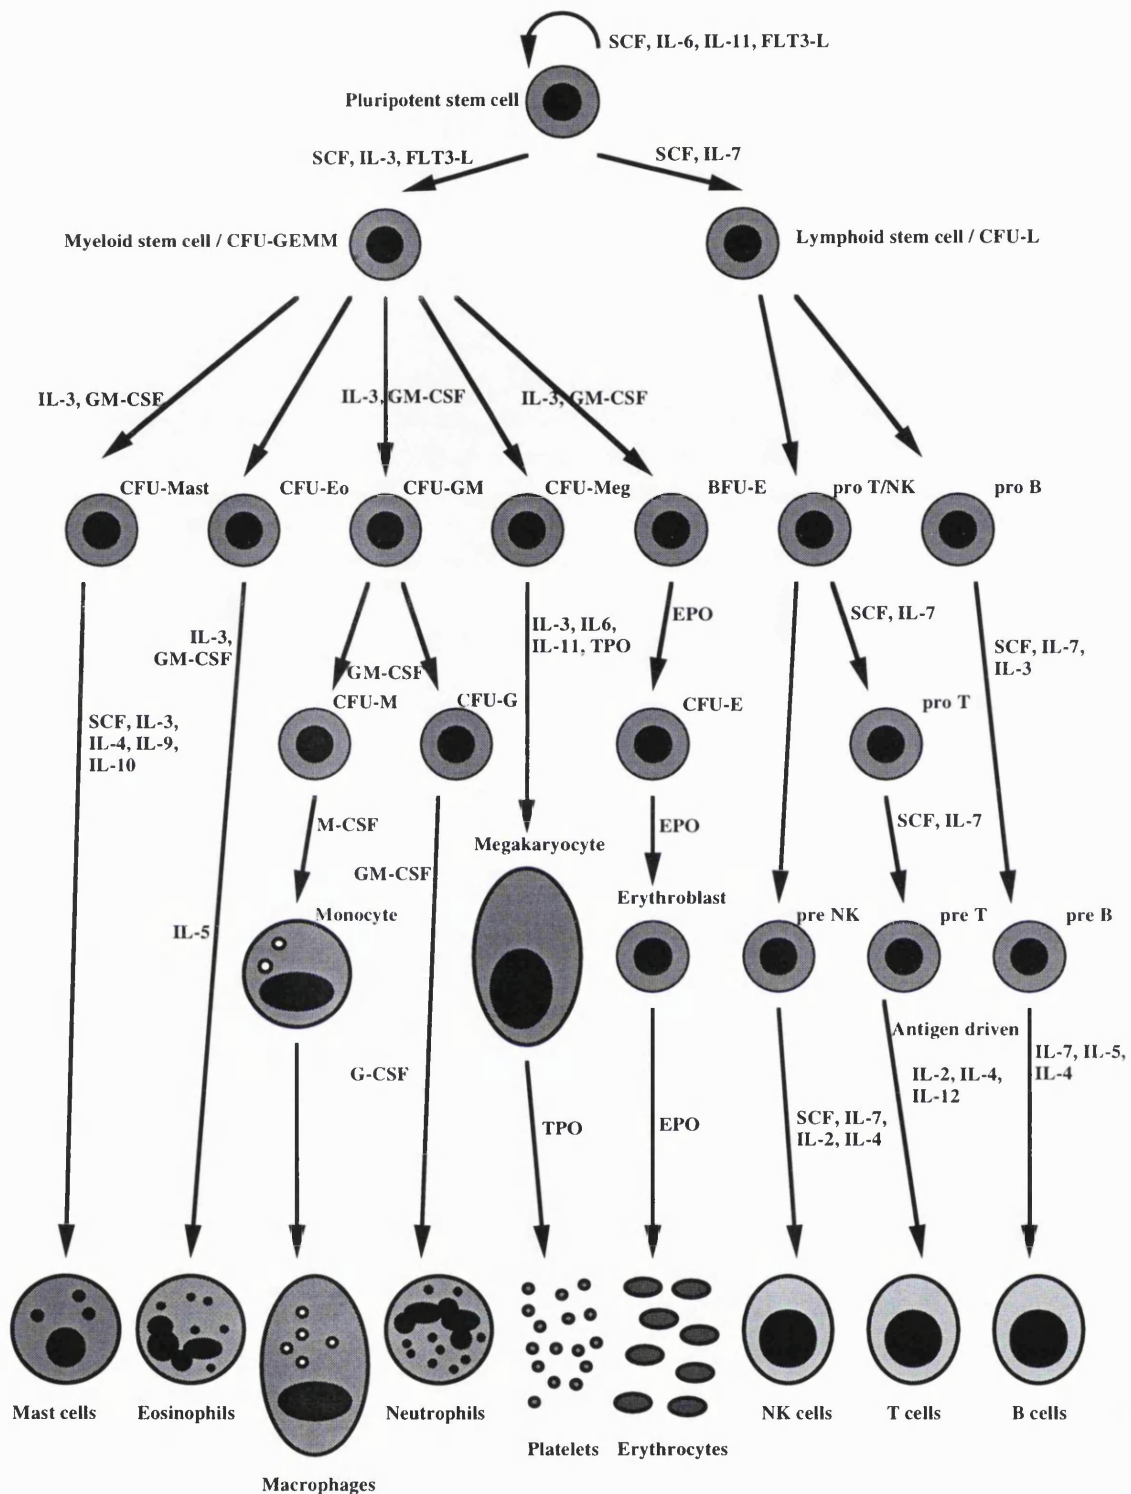 SCF, IL-6, IL-11, FLT3-L
Pluripotent stem cell
SCF, IL-3, FLT3-L
SCF, IL-7
Myeloid stem cell / CFU-GEMM
Lymphoid stem cell / CFU-L
IL-3, GM-CSF
IL-3, GM-CSF
IL-3, GM-CSF
CFU-Mast
CFU-Eo
CFU-GM
CFU-Meg
BFU-E
pro T/NK
pro B
IL-3,
GM-CSF
GM-CSF
IL-3, IL6,
IL-11, TPO
EPO
SCF, IL-7
SCF, IL-7,
IL-3
CFU-M
CFU-G
CFU-E
pro T
SCF, IL-3,
IL-4, IL-9,
IL-10
M-CSF
GM-CSF
Megakaryocyte
EPO
SCF, IL-7
Erythroblast
IL-5
Monocyte
pre NK
pre T
pre B
Antigen driven
G-CSF
IL-2, IL-4,
IL-12
IL-7, IL-5,
IL-4
TPO
EPO
SCF, IL-7,
IL-2, IL-4
Mast cells
Eosinophils
Neutrophils
NK cells
T cells
B cells
Platelets
Erythrocytes
Macrophages